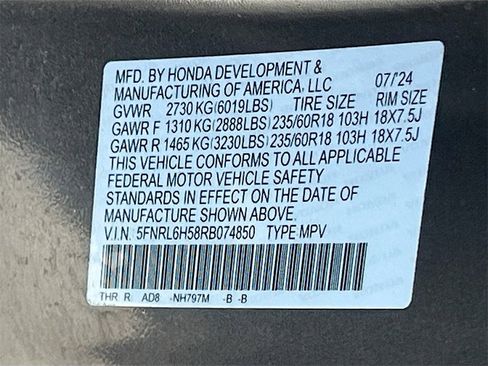 MFD. BY HONDA DEVELOPMENT &
MANUFACTURING OF AMERICA, LLC 07/'24
GVWR 2730 KG(6019LBS) TIRE SIZE RIM SIZE
GAWR F 1310 KG(2888LBS) 235/60R18 103H 18X7.5J
GAWR R 1465 KG(3230LBS) 235/60R18 103H 18X7.5J
THIS VEHICLE CONFORMS TO ALL APPLICABLE
FEDERAL MOTOR VEHICLE SAFETY
STANDARDS IN EFFECT ON THE DATE OF
MANUFACTURE SHOWN ABOVE.
V.I.N. 5FNRL6H58RB074850 TYPE MPV
THR R AD8 -NH797M -B -B